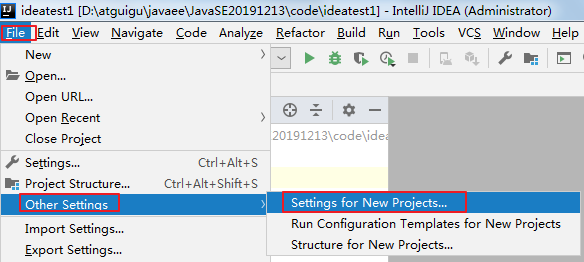 IJ ideatest1 [D:\atguigu\javaee\JavaSE20191213\code\ideatest1] - IntelliJ IDEA (Administrator)
File Edit View Navigate Code Analyze Refactor Build Run Tools VCS Window Help
New
Open...
Open URL...
Open Recent
Close Project
Settings... Ctrl+Alt+S
Project Structure... Ctrl+Alt+Shift+S
Other Settings
Import Settings...
Export Settings...
20191213\code\idea
Settings for New Projects...
Run Configuration Templates for New Projects
Structure for New Projects...